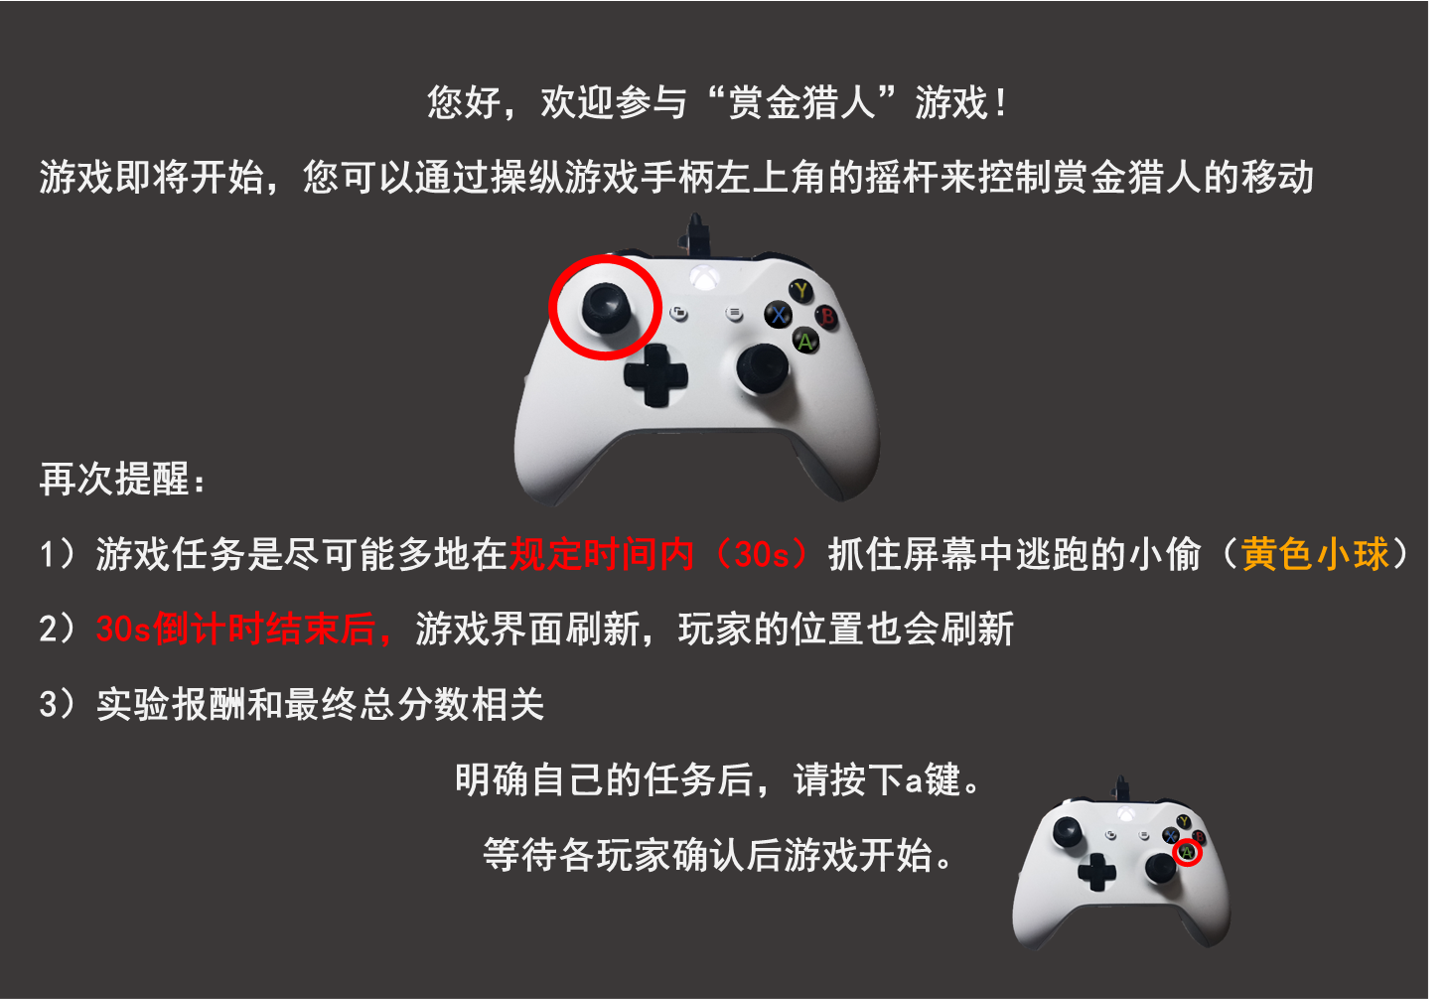 您好，欢迎参与“赏金猎人”游戏！
游戏即将开始，您可以通过操纵游戏手柄左上角的摇杆来控制赏金猎人的移动
Y
X
B
A
再次提醒：
1）游戏任务是尽可能多地在规定时间内（30s）抓住屏幕中逃跑的小偷（黄色小球）
2）30s倒计时结束后，游戏界面刷新，玩家的位置也会刷新
3）实验报酬和最终总分数相关
明确自己的任务后，请按下a键。
等待各玩家确认后游戏开始。
Y
X
B
A